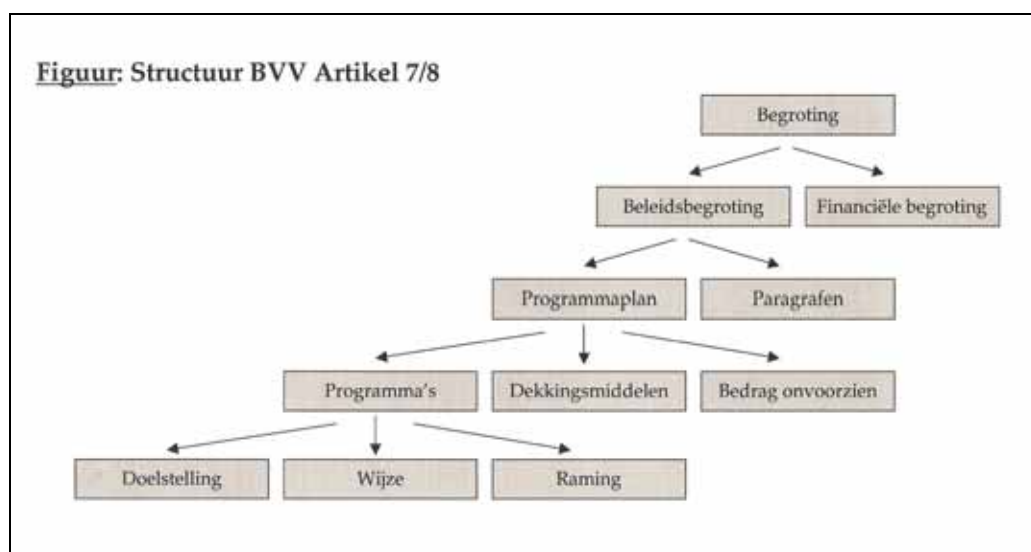 Figuur: Structuur BVV Artikel 7/8
Begroting
Beleidsbegroting
Financiële begroting
Programmaplan
Paragrafen
Programma's
Dekkingsmiddelen
Bedrag onvoorzien
Doelstelling
Wijze
Raming